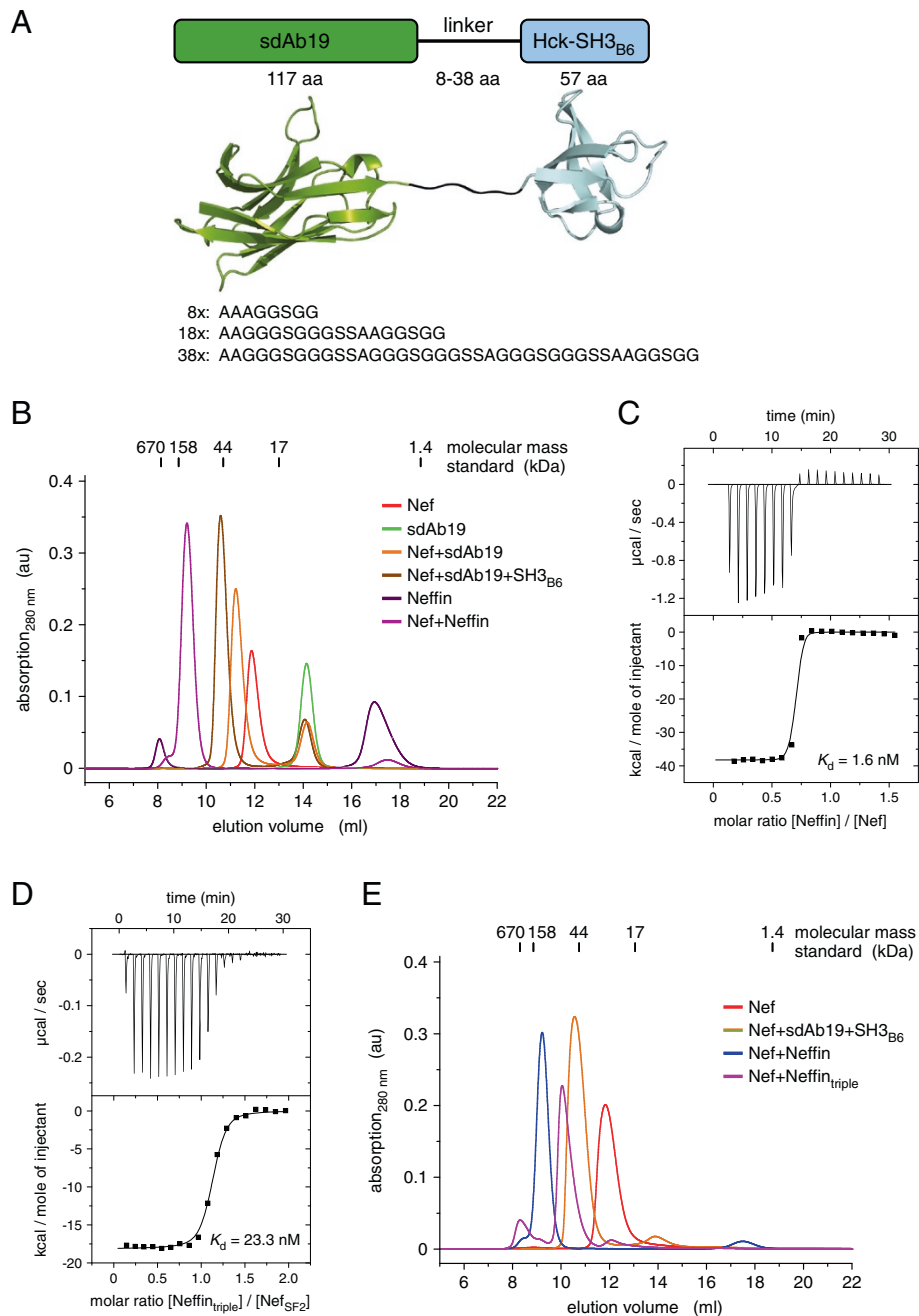 A
linker
sdAb19
Hck-SH3B6
117 aa
8-38 aa
57 aa
8x: AAAGGSGG
18x: AAGGGSGGGSSAAGGSGG
38x: AAGGGSGGGSSAGGGSGGGSSAGGGSGGGSSAAGGSGG
B
670 158 44 17 1.4 molecular mass standard (kDa)
0.4
0.3
0.2
0.1
0
absorption280 nm (au)
Nef
sdAb19
Nef+sdAb19
Nef+sdAb19+SH3B6
Neffin
Nef+Neffin
6 8 10 12 14 16 18 20 22
elution volume (ml)
C
time (min)
0 10 20 30
0
-0.4
-0.8
-1.2
µcal / sec
0
-10
-20
-30
-40
kcal / mole of injectant
Kd = 1.6 nM
0.0 0.5 1.0 1.5
molar ratio [Neffin] / [Nef]
D
time (min)
0 10 20 30
0
-0.1
-0.2
µcal / sec
0
-5
-10
-15
-20
kcal / mole of injectant
Kd = 23.3 nM
0.0 0.5 1.0 1.5 2.0
molar ratio [Neffintriple] / [NefSF2]
E
670 158 44 17 1.4 molecular mass standard (kDa)
0.4
0.3
0.2
0.1
0
absorption280 nm (au)
Nef
Nef+sdAb19+SH3B6
Nef+Neffin
Nef+Neffintriple
6 8 10 12 14 16 18 20 22
elution volume (ml)